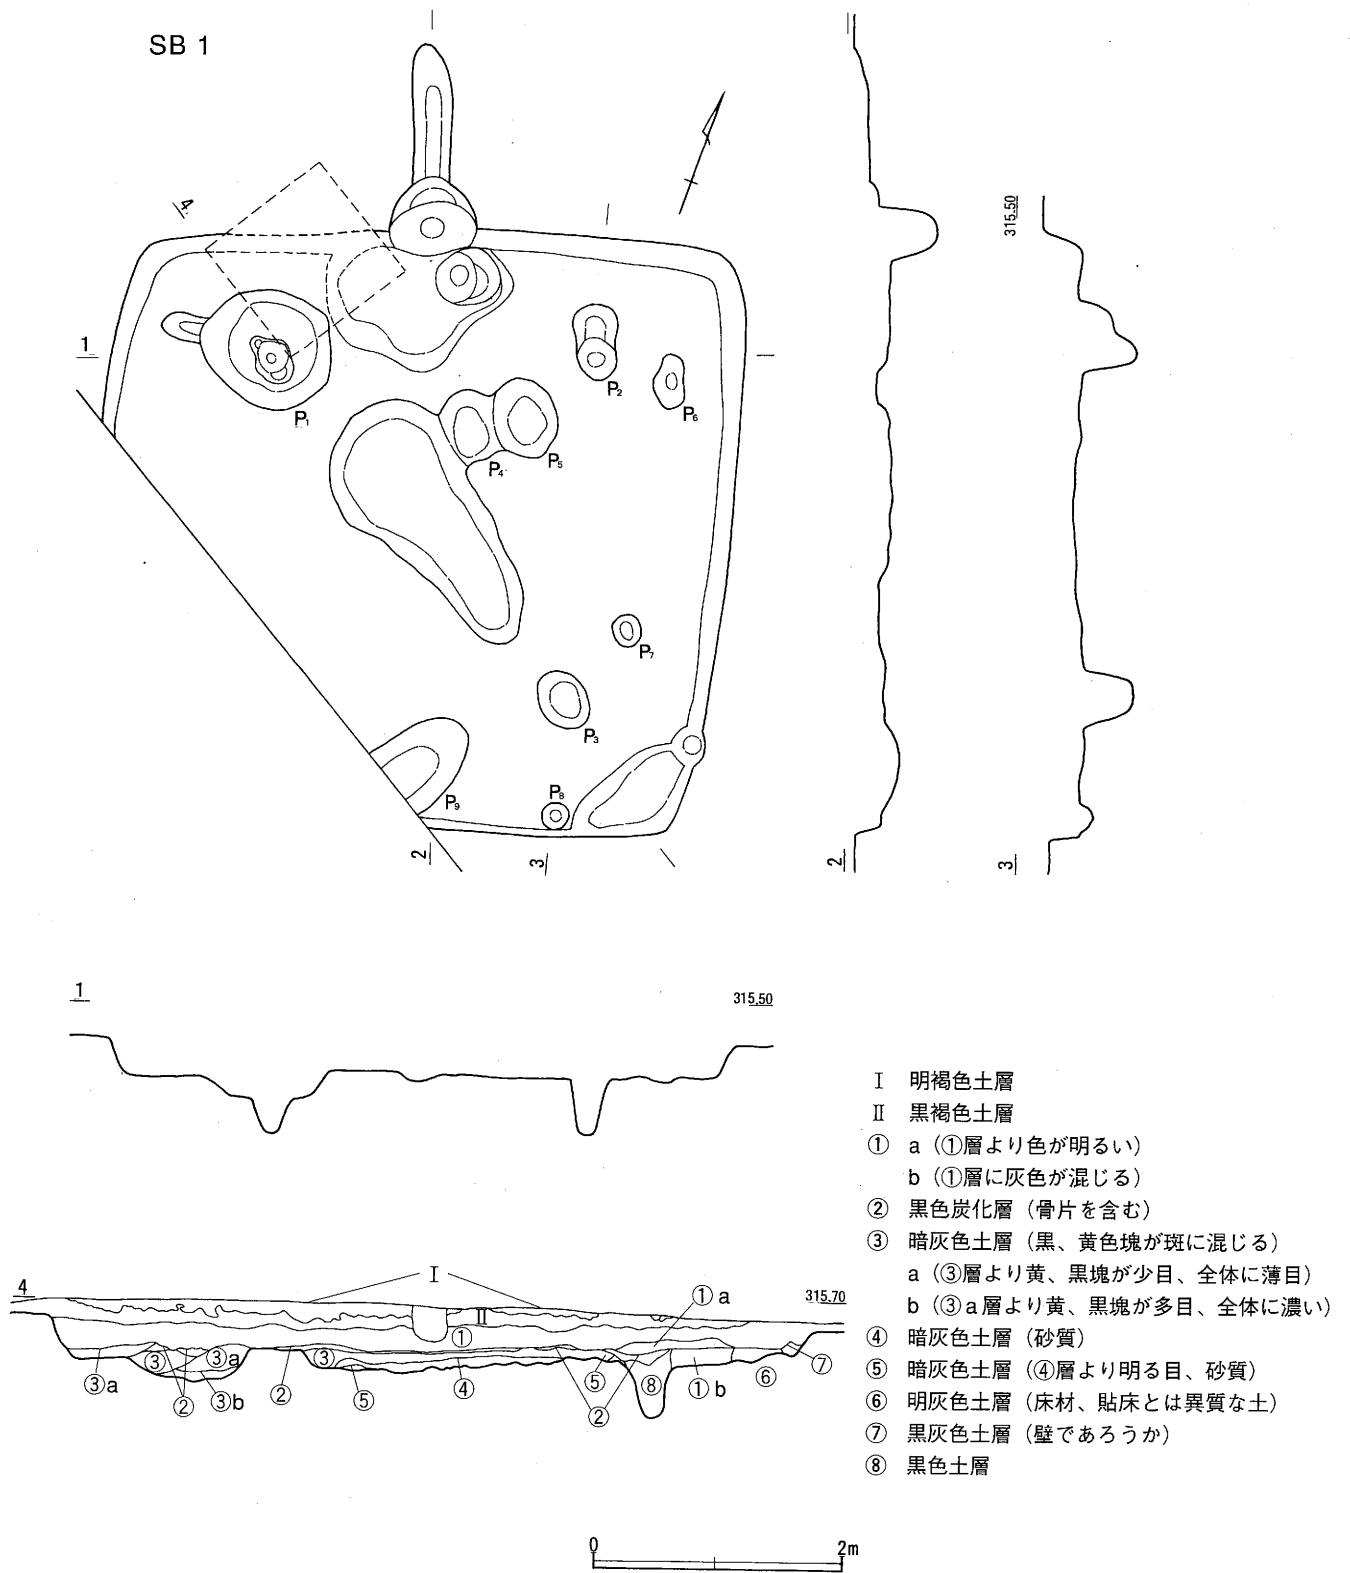 SB 1
4
1
315.50
P₁
P₂
P₆
P₄
P₅
P₇
P₃
P₉
P₈
2
3
2
3
1
315.50
Ⅰ 明褐色土層
Ⅱ 黒褐色土層
① a（①層より色が明るい）
b（①層に灰色が混じる）
② 黒色炭化層（骨片を含む）
③ 暗灰色土層（黒、黄色塊が斑に混じる）
a（③層より黄、黒塊が少目、全体に薄目）
b（③a層より黄、黒塊が多目、全体に濃い）
④ 暗灰色土層（砂質）
⑤ 暗灰色土層（④層より明る目、砂質）
⑥ 明灰色土層（床材、貼床とは異質な土）
⑦ 黒灰色土層（壁であろうか）
⑧ 黒色土層
4
Ⅰ
①a
315.70
Ⅱ
①
③a
③
③a
②
③b
②
③
⑤
④
⑤
②
⑧
①b
⑥
⑦
0
2m